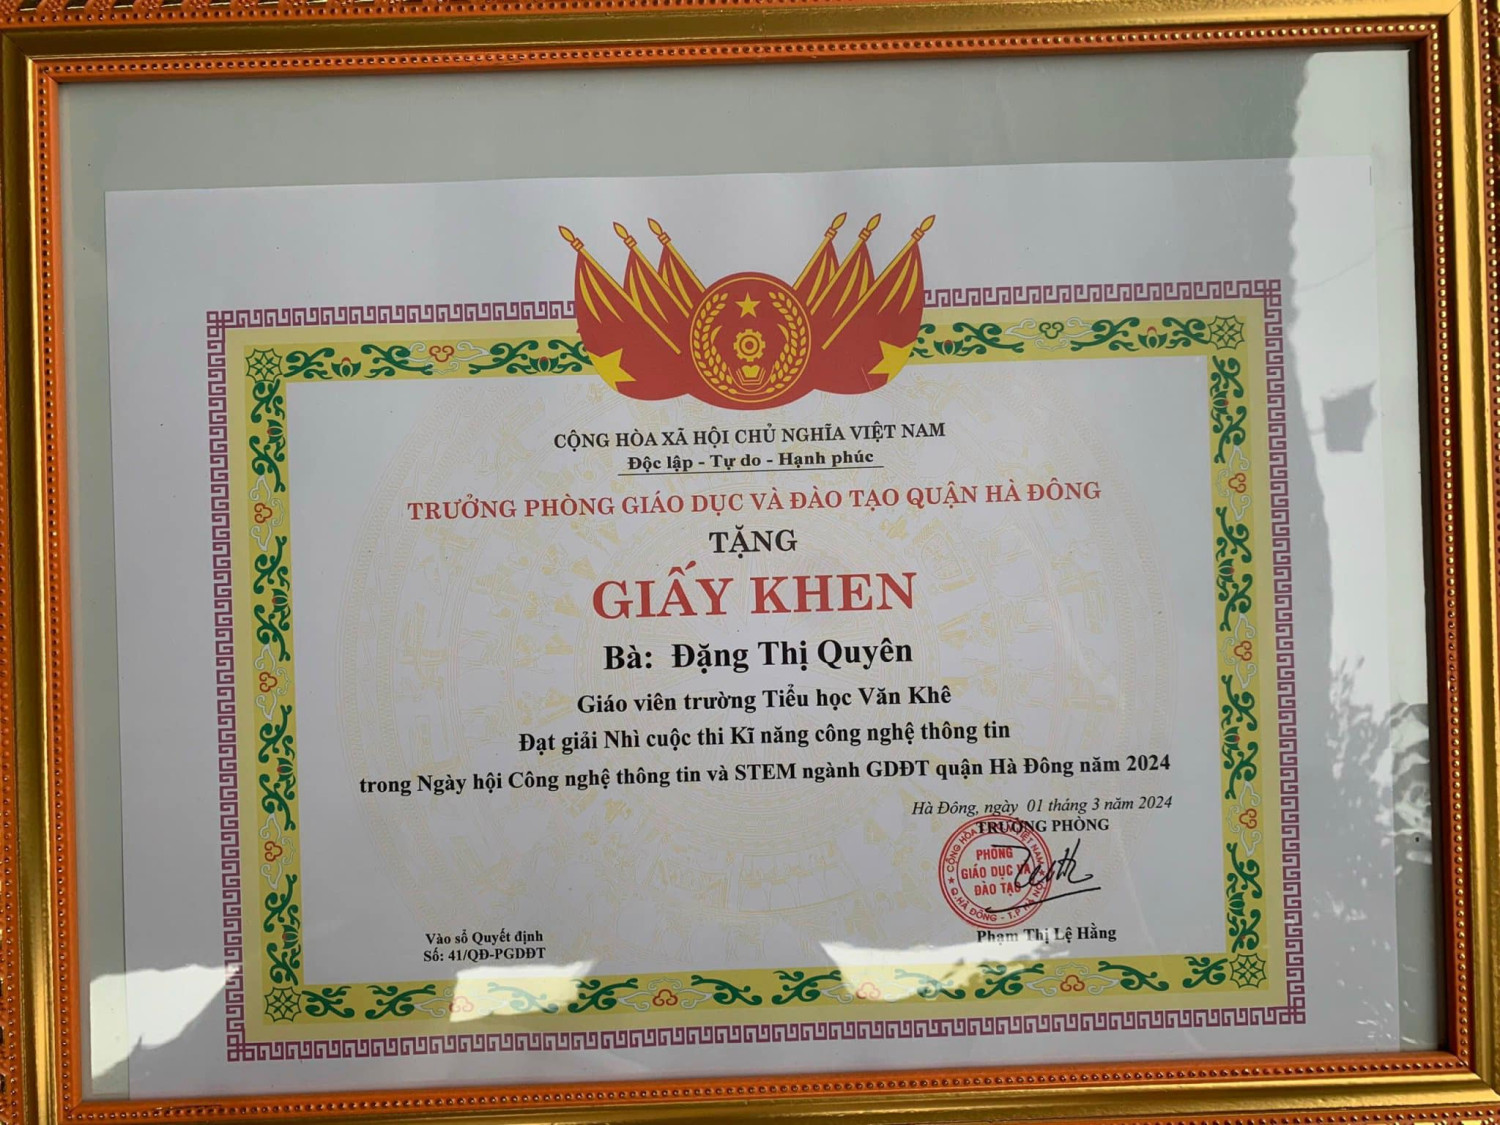 CỘNG HÒA XÃ HỘI CHỦ NGHĨA VIỆT NAM
Độc lập - Tự do - Hạnh phúc
TRƯỞNG PHÒNG GIÁO DỤC VÀ ĐÀO TẠO QUẬN HÀ ĐÔNG
TẶNG
GIẤY KHEN
Bà: Đặng Thị Quyên
Giáo viên trường Tiểu học Văn Khê
Đạt giải Nhì cuộc thi Kĩ năng công nghệ thông tin
trong Ngày hội Công nghệ thông tin và STEM ngành GDĐT quận Hà Đông năm 2024
Hà Đông, ngày 01 tháng 3 năm 2024
TRƯỞNG PHÒNG
PHÒNG
GIÁO DỤC VÀ
ĐÀO TẠO
Q.HÀ ĐÔNG - T.P HÀ NỘI
Phạm Thị Lệ Hằng
Vào sổ Quyết định
Số: 41/QĐ-PGDĐT